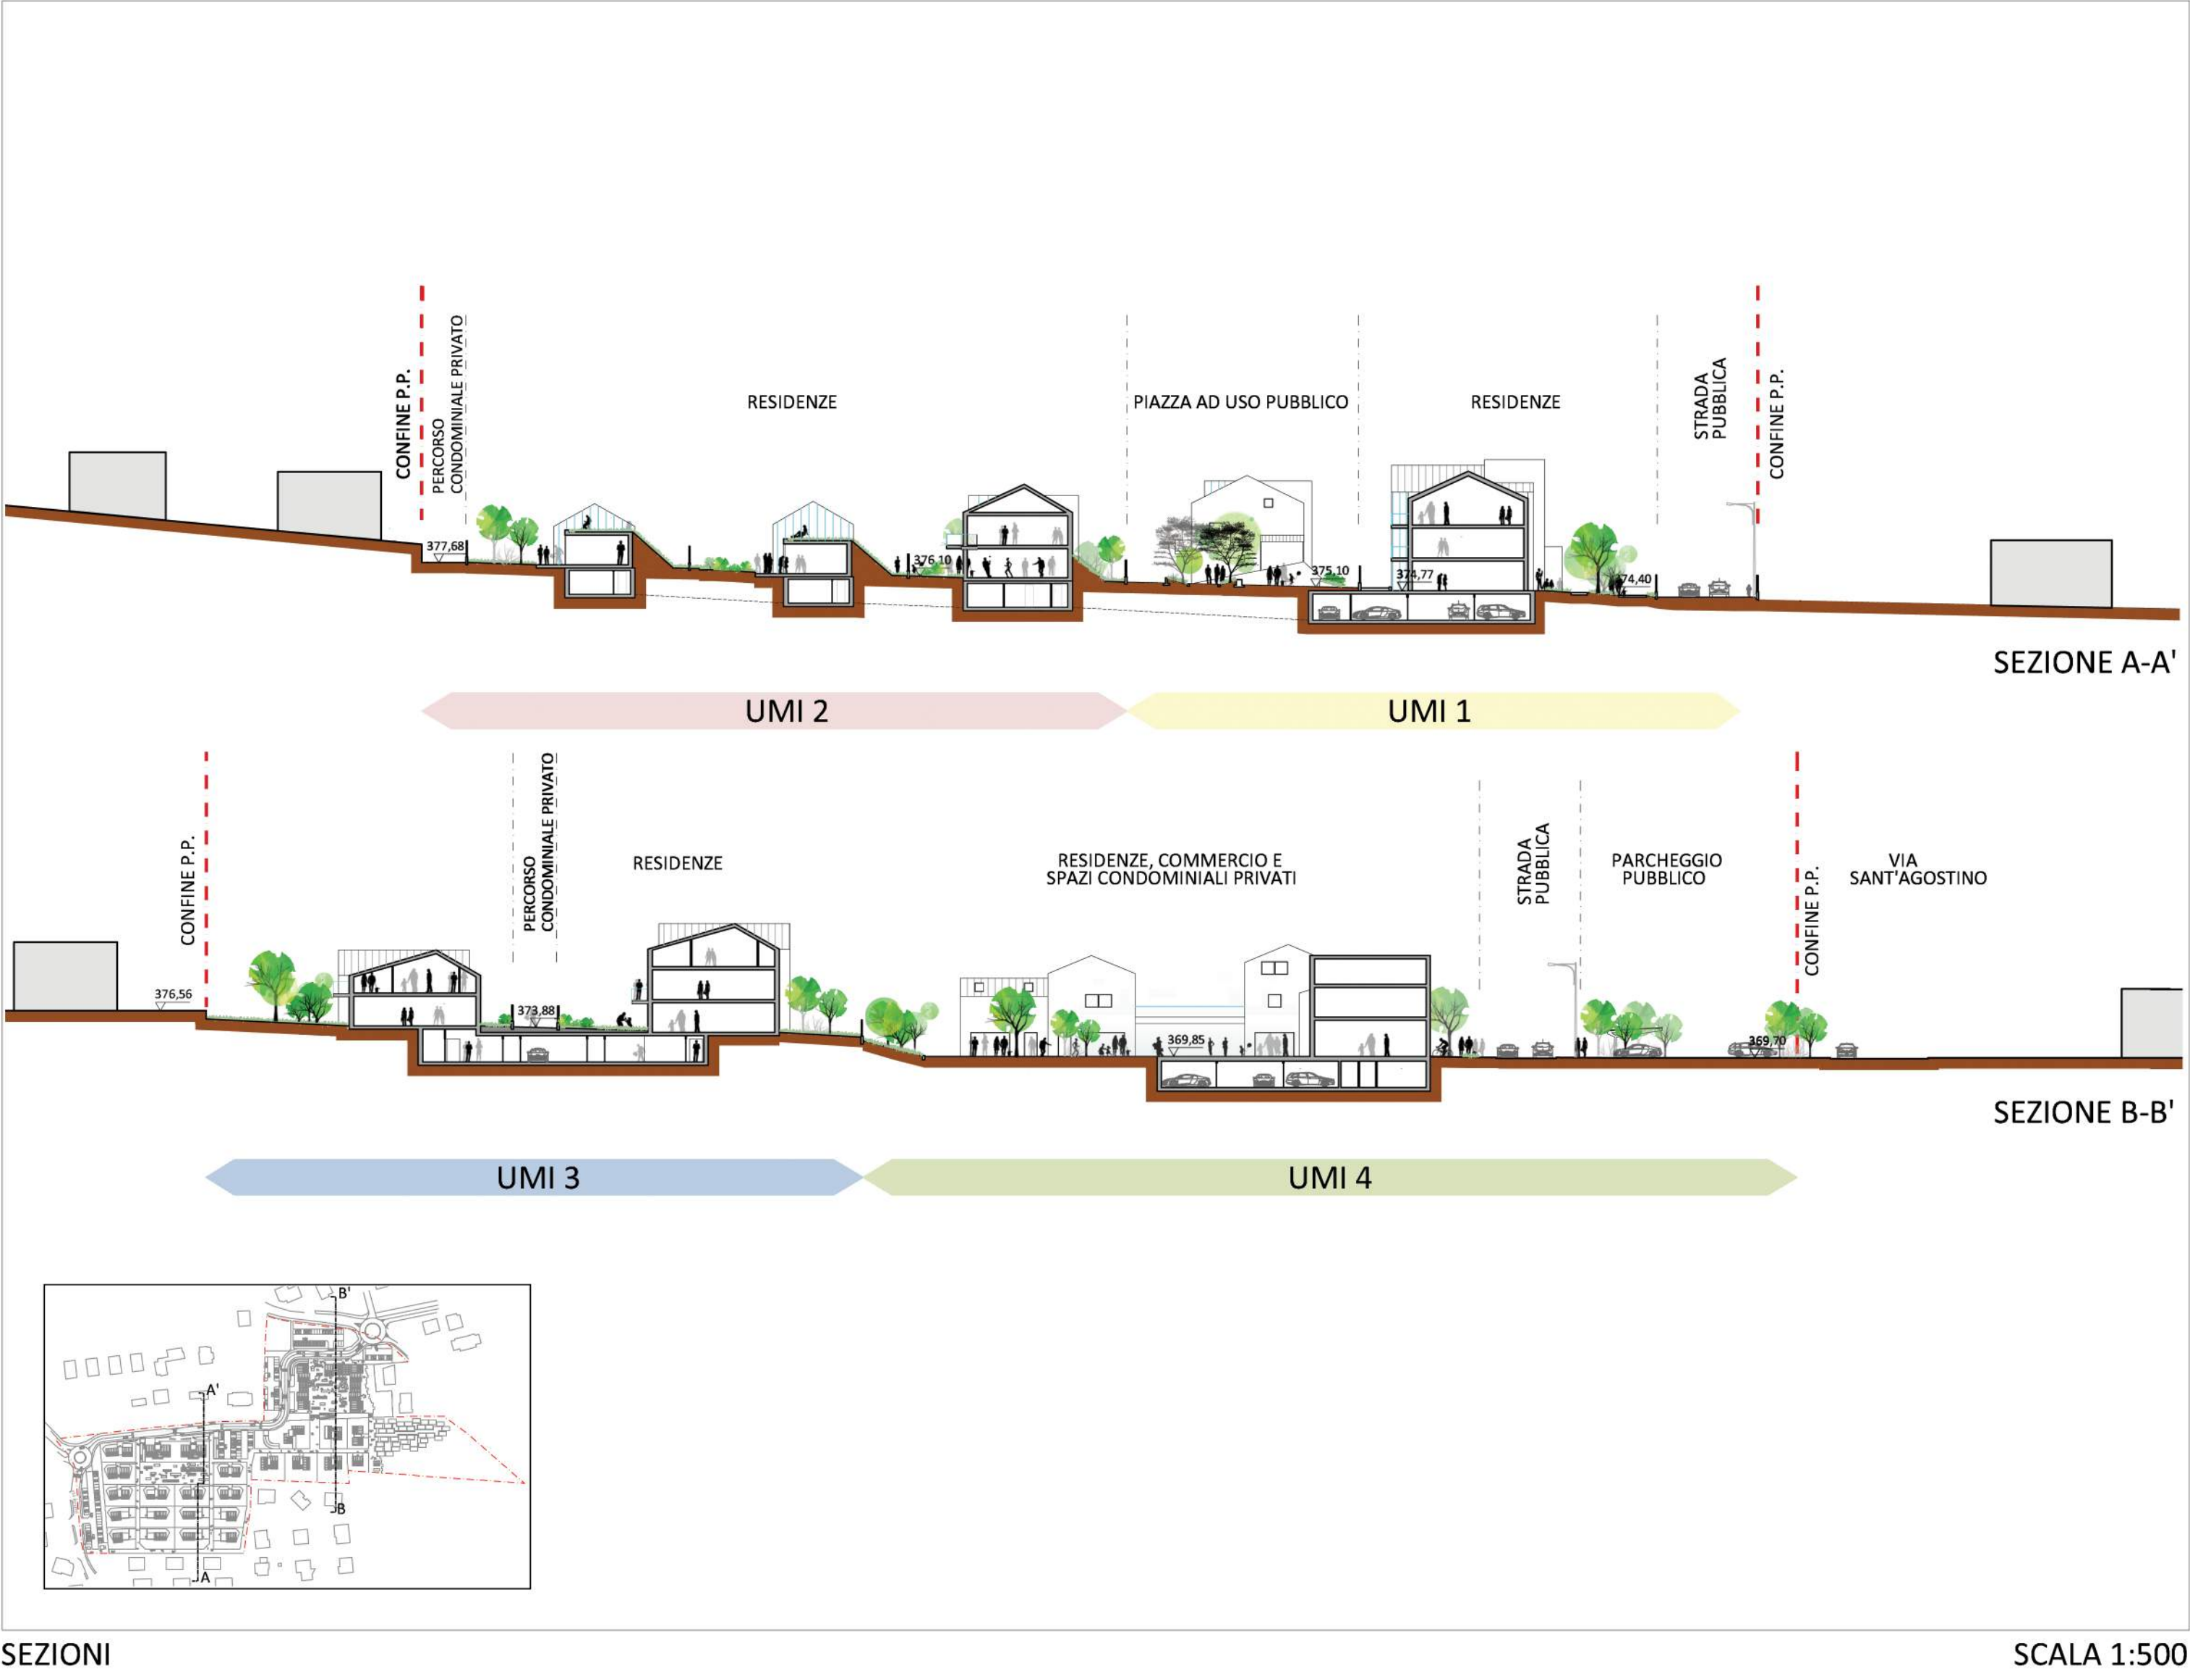 CONFINE P.P.
PERCORSO
CONDOMINIALE PRIVATO
RESIDENZE
PIAZZA AD USO PUBBLICO
RESIDENZE
STRADA
PUBBLICA
CONFINE P.P.
377,68
376,10
375,10
374,77
74,40
SEZIONE A-A'
UMI 2
UMI 1
CONFINE P.P.
PERCORSO
CONDOMINIALE PRIVATO
RESIDENZE
RESIDENZE, COMMERCIO E
SPAZI CONDOMINIALI PRIVATI
STRADA
PUBBLICA
PARCHEGGIO
PUBBLICO
CONFINE P.P.
VIA
SANT'AGOSTINO
376,56
373,88
369,85
369,70
SEZIONE B-B'
UMI 3
UMI 4
B'
A'
B
A
SEZIONI
SCALA 1:500